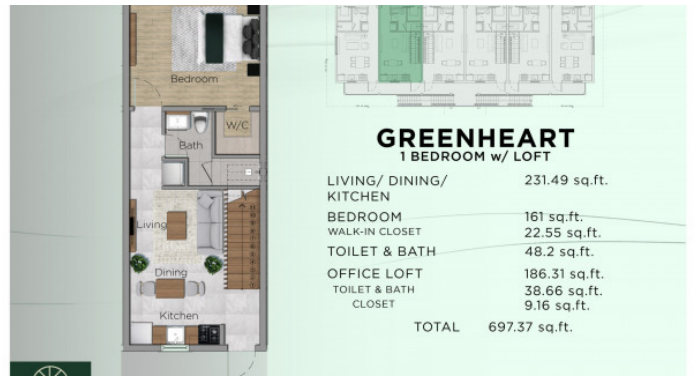 Bedroom
W/C
Bath
Living
Dining
Kitchen
GREENHEART
1 BEDROOM w/ LOFT
LIVING/ DINING/ 231.49 sq.ft.
KITCHEN
BEDROOM 161 sq.ft.
WALK-IN CLOSET 22.55 sq.ft.
TOILET & BATH 48.2 sq.ft.
OFFICE LOFT 186.31 sq.ft.
TOILET & BATH 38.66 sq.ft.
CLOSET 9.16 sq.ft.
TOTAL 697.37 sq.ft.